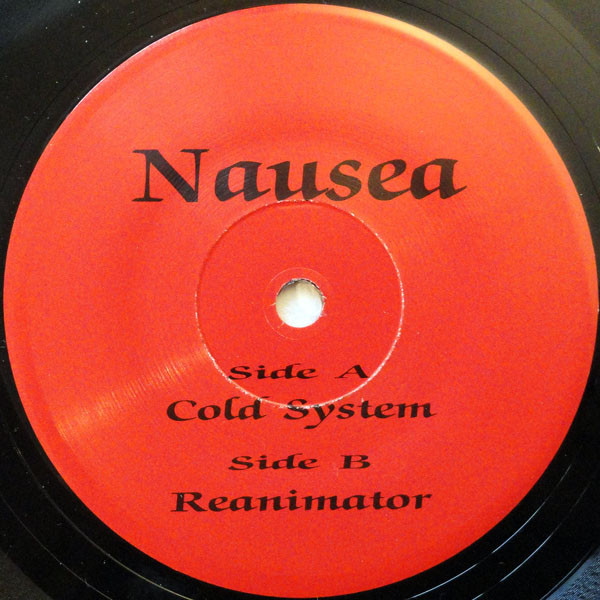 Nausea
Side A
Cold System
Side B
Reanimator